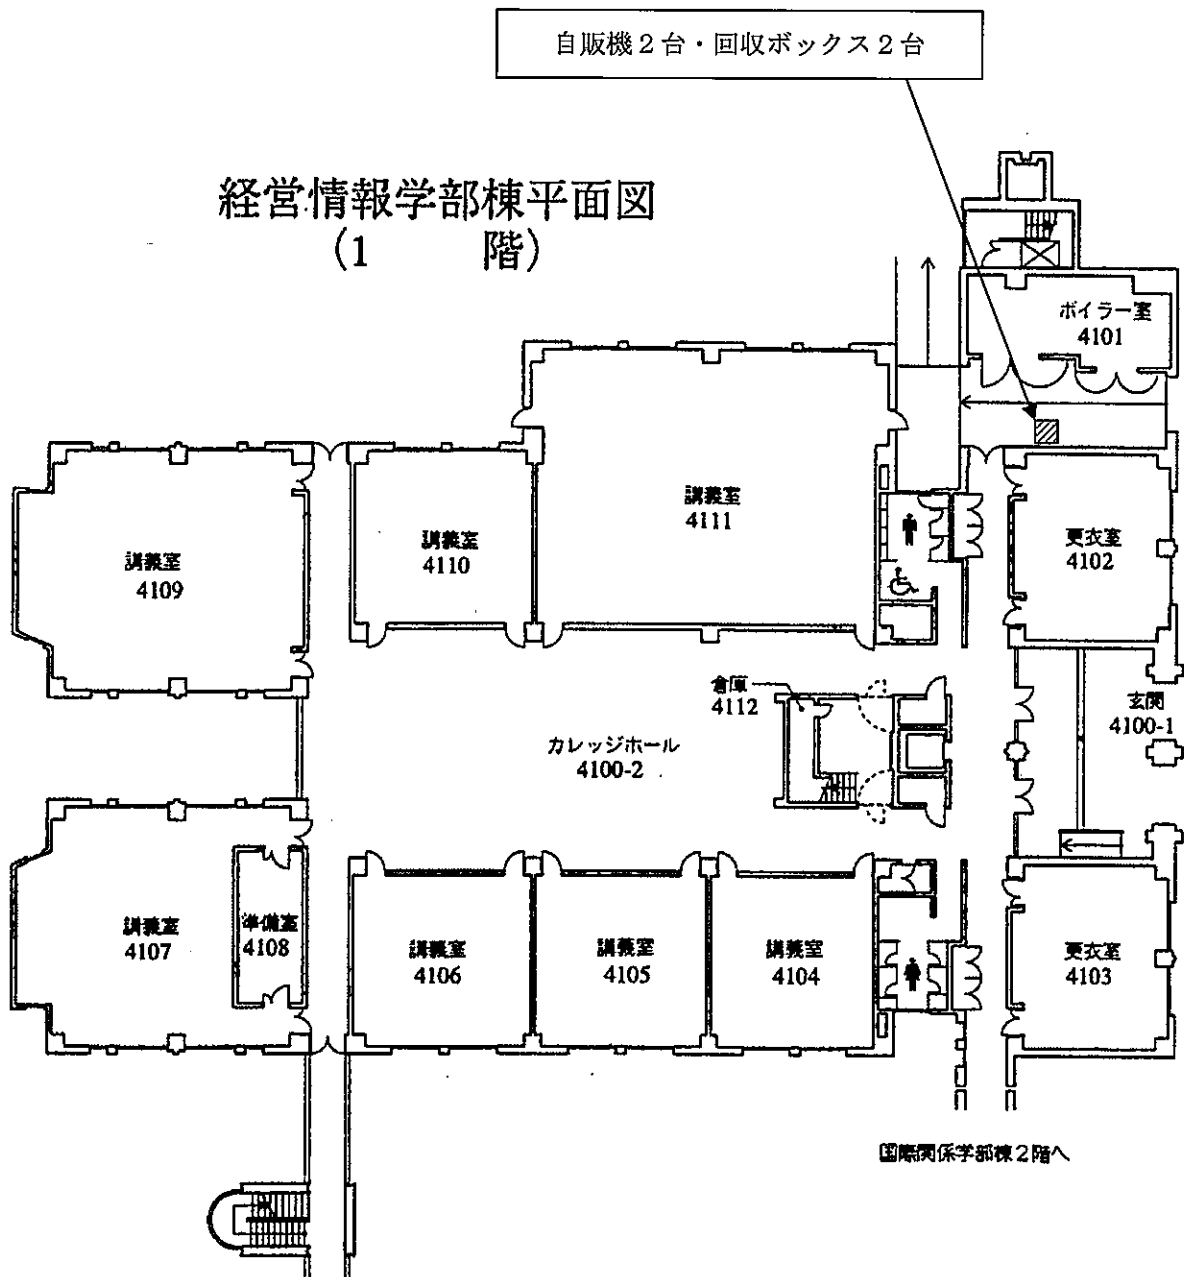 自販機２台・回収ボックス２台
経営情報学部棟平面図
(1 階)
ボイラー室
4101
講義室
4111
講義室
4110
講義室
4109
更衣室
4102
倉庫
4112
玄関
4100-1
カレッジホール
4100-2
講義室
4107
準備室
4108
講義室
4106
講義室
4105
講義室
4104
更衣室
4103
国際関係学部棟２階へ